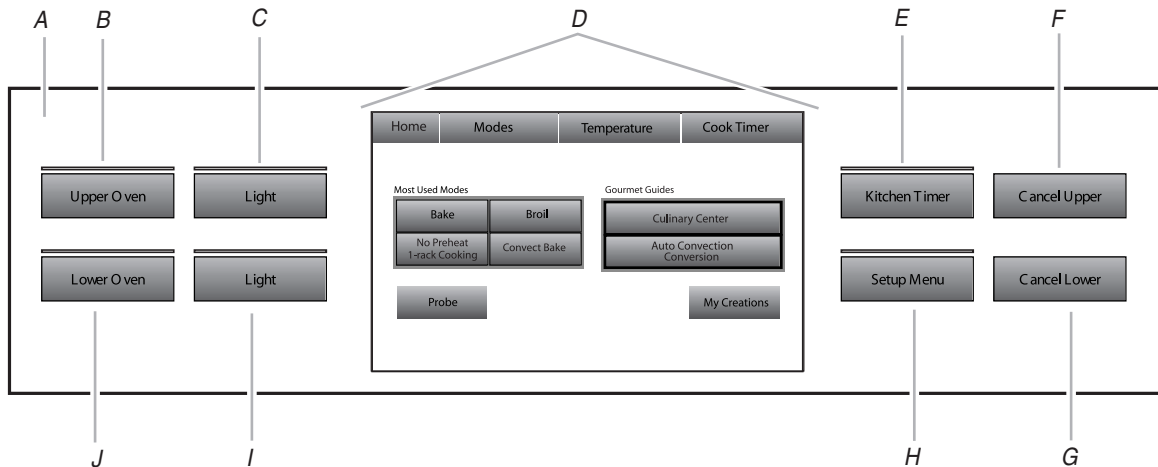 A B C D E F
Home Modes Temperature Cook Timer
Upper Oven Light
Most Used Modes Gourmet Guides
Bake Broil
Culinary Center
Kitchen Timer Cancel Upper
No Preheat
1-rack Cooking
Convect Bake
Auto Convection
Conversion
Lower Oven Light
Setup Menu Cancel Lower
Probe My Creations
J I H G